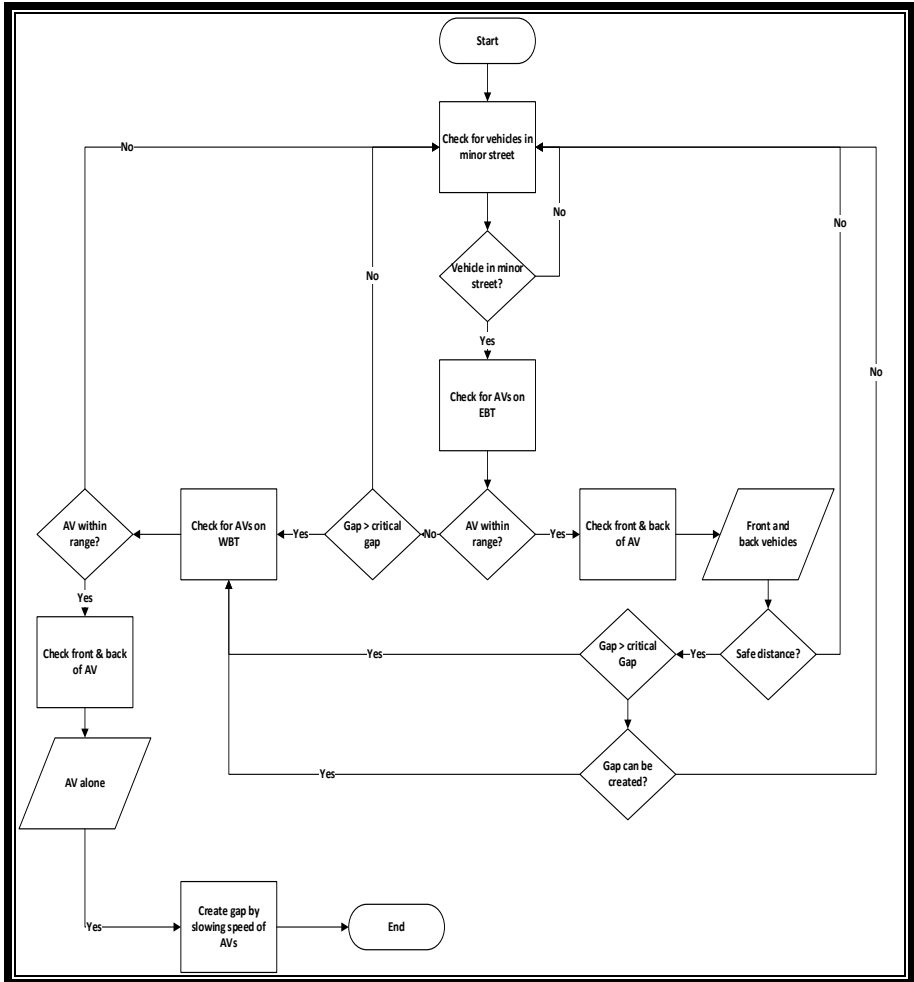 Start
Check for vehicles in
minor street
No
No
No
Vehicle in minor
street?
No
Yes
No
Check for AVs on
EBT
AV within
range?
Check for AVs on
WBT
Yes
Gap > critical
gap
No
AV within
range?
Yes
Check front & back
of AV
Front and
back vehicles
Yes
Check front & back
of AV
Yes
Gap > critical
Gap
Yes
Safe distance?
AV alone
Yes
Gap can be
created?
Yes
Create gap by
slowing speed of
AVs
End